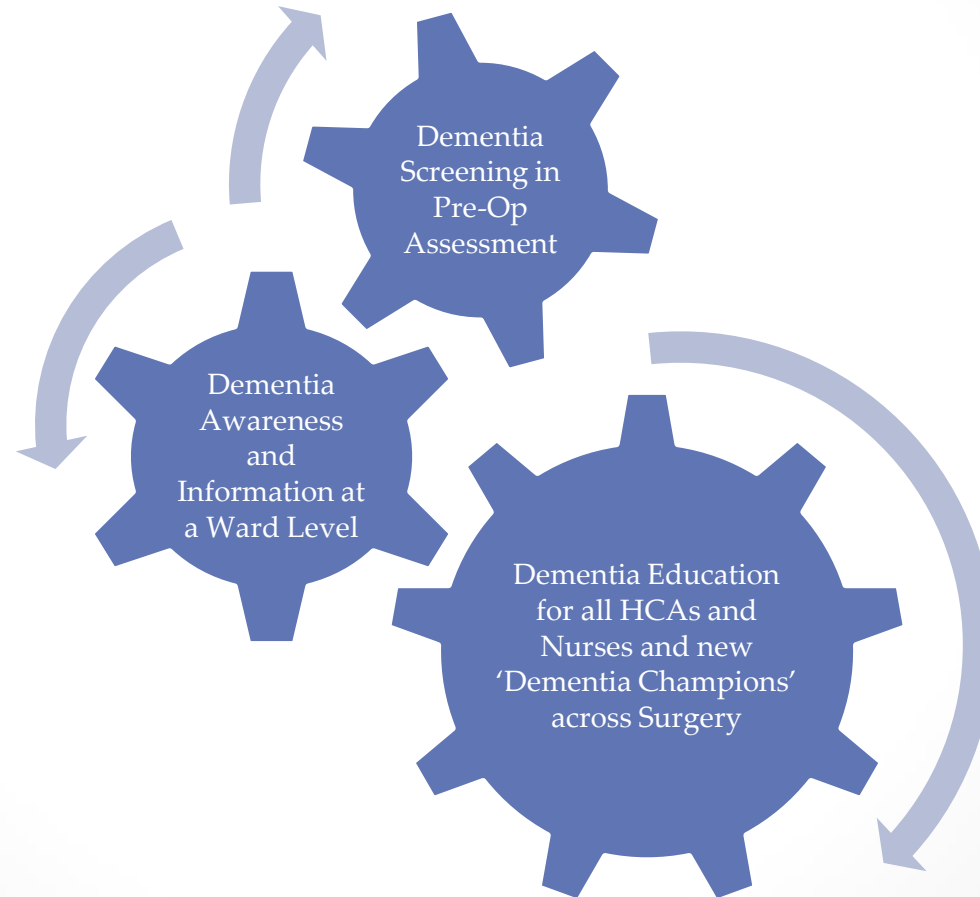 Dementia
Screening in
Pre-Op
Assessment
Dementia
Awareness
and
Information at
a Ward Level
Dementia Education
for all HCAs and
Nurses and new
‘Dementia Champions’
across Surgery